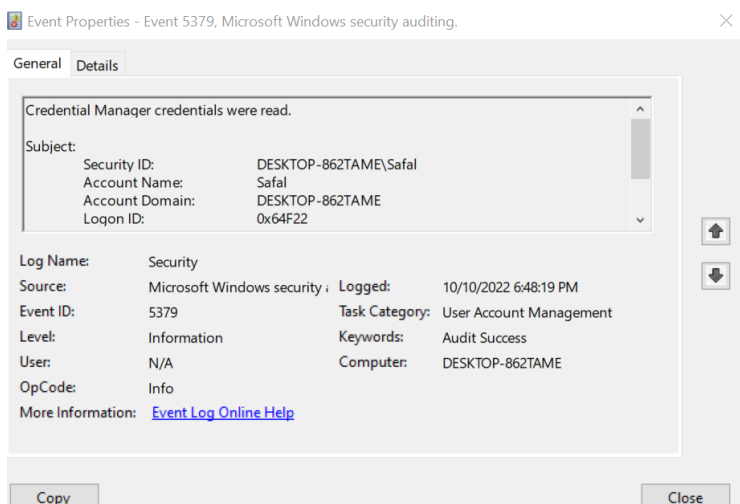 Event Properties - Event 5379, Microsoft Windows security auditing.
General Details
Credential Manager credentials were read.
Subject:
Security ID: DESKTOP-862TAME\Safal
Account Name: Safal
Account Domain: DESKTOP-862TAME
Logon ID: 0x64F22
Log Name: Security
Source: Microsoft Windows security Logged: 10/10/2022 6:48:19 PM
Event ID: 5379 Task Category: User Account Management
Level: Information Keywords: Audit Success
User: N/A Computer: DESKTOP-862TAME
OpCode: Info
More Information: Event Log Online Help
Copy Close